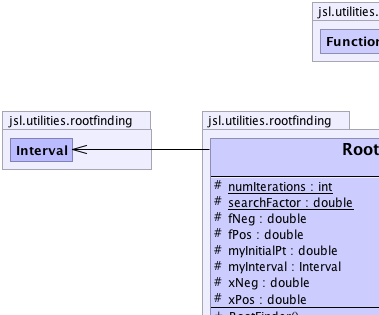 jsl.utilities.
Function
jsl.utilities.rootfinding
Interval
jsl.utilities.rootfinding
Root
# numIterations : int
# searchFactor : double
# fNeg : double
# fPos : double
# myInitialPt : double
# myInterval : Interval
# xNeg : double
# xPos : double
+ RootFinder()